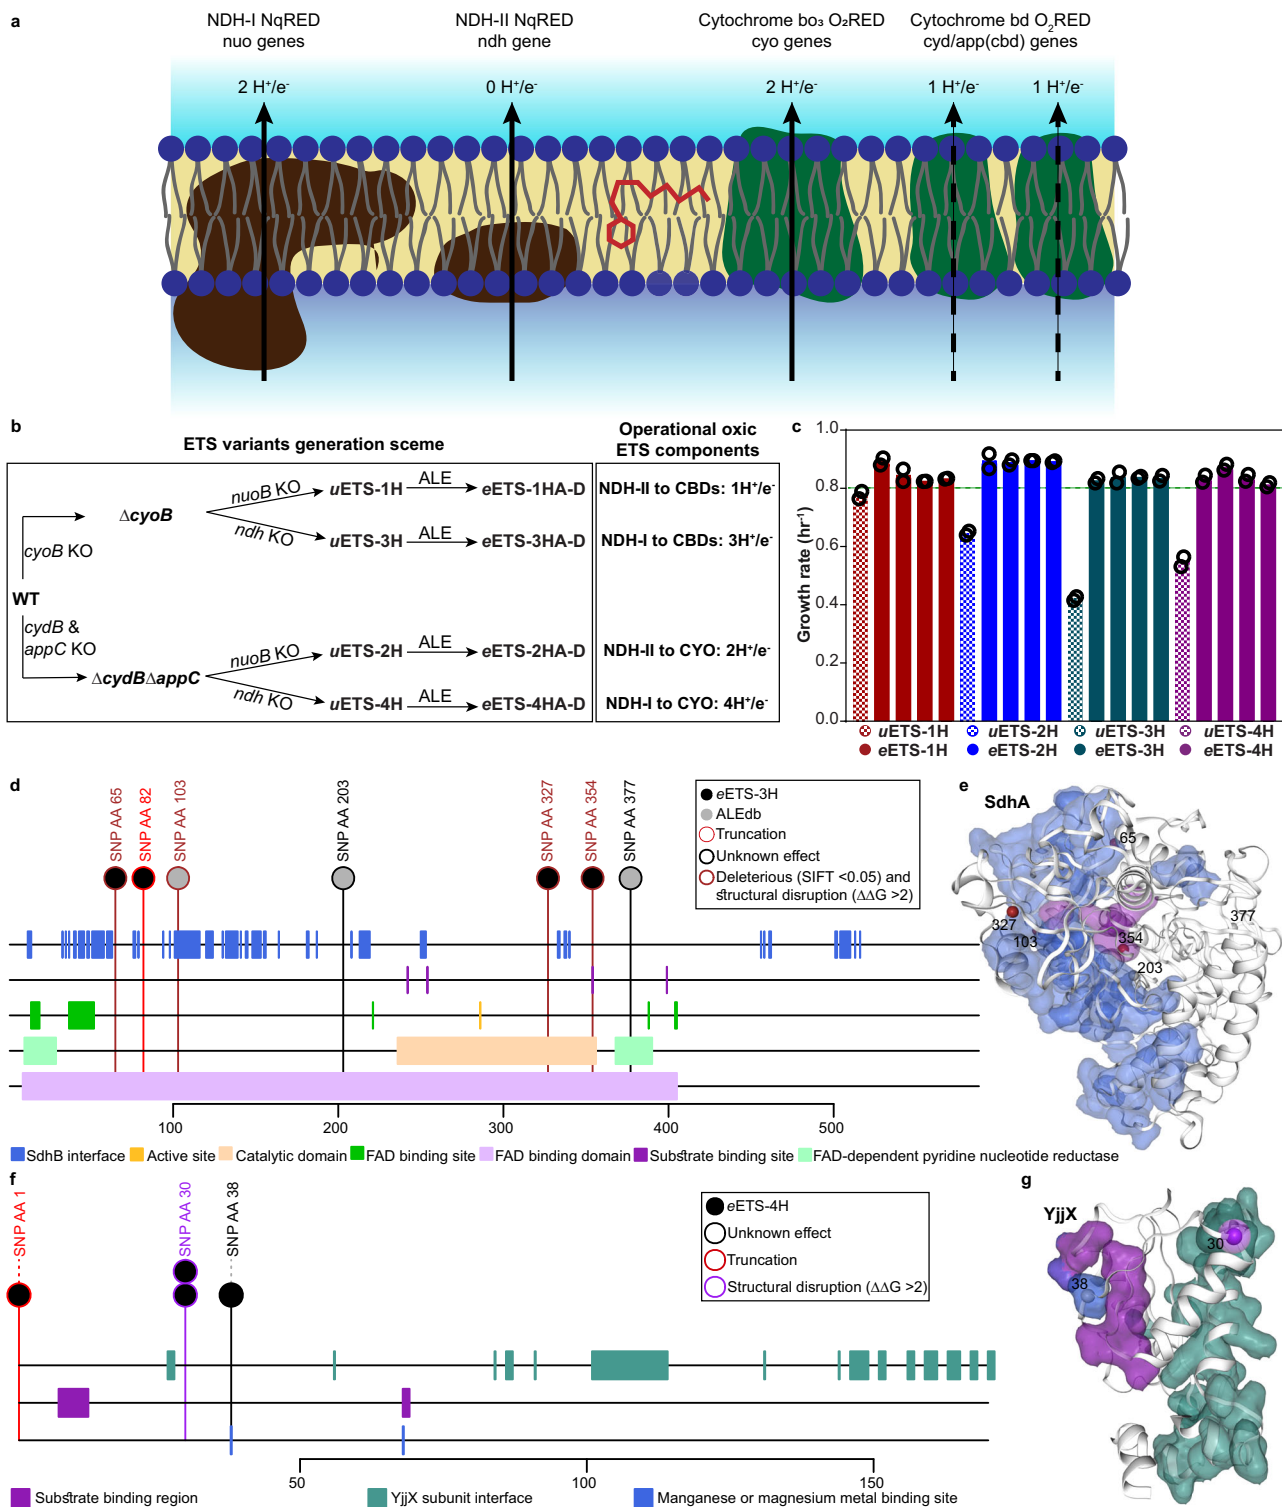 a
NDH-I NqRED
nuo genes
NDH-II NqRED
ndh gene
Cytochrome bo₃ O₂RED
cyo genes
Cytochrome bd O₂RED
cyd/app(cbd) genes
2 H⁺/e⁻
0 H⁺/e⁻
2 H⁺/e⁻
1 H⁺/e⁻
1 H⁺/e⁻
b
ETS variants generation scheme
Operational oxic
ETS components
WT
cyoB KO
cydB &
appC KO
ΔcyoB
ΔcydBΔappC
nuoB KO
ndh KO
nuoB KO
ndh KO
uETS-1H
ALE
eETS-1HA-D
NDH-II to CBDs: 1H⁺/e⁻
uETS-3H
ALE
eETS-3HA-D
NDH-I to CBDs: 3H⁺/e⁻
uETS-2H
ALE
eETS-2HA-D
NDH-II to CYO: 2H⁺/e⁻
uETS-4H
ALE
eETS-4HA-D
NDH-I to CYO: 4H⁺/e⁻
c
Growth rate (hr⁻¹)
1.0
0.8
0.6
0.4
0.2
0.0
uETS-1H
uETS-2H
uETS-3H
uETS-4H
eETS-1H
eETS-2H
eETS-3H
eETS-4H
d
SNP AA 65
SNP AA 82
SNP AA 103
SNP AA 203
SNP AA 327
SNP AA 354
SNP AA 377
eETS-3H
ALEdb
Truncation
Unknown effect
Deleterious (SIFT <0.05) and
structural disruption (ΔΔG >2)
100
200
300
400
500
SdhB interface
Active site
Catalytic domain
FAD binding site
FAD binding domain
Substrate binding site
FAD-dependent pyridine nucleotide reductase
e
SdhA
65
327
103
354
203
377
f
SNP AA 1
SNP AA 30
SNP AA 38
eETS-4H
Unknown effect
Truncation
Structural disruption (ΔΔG >2)
50
100
150
Substrate binding region
YjjX subunit interface
Manganese or magnesium metal binding site
g
YjjX
30
38